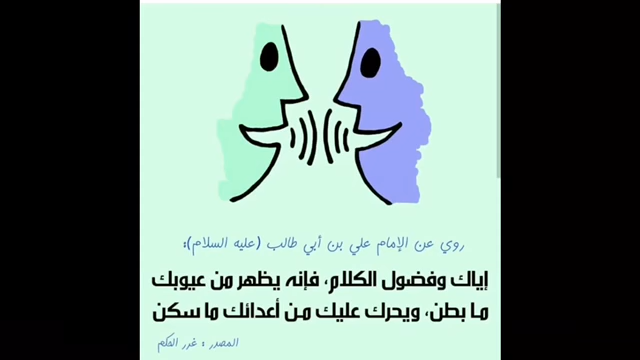 روي عن الإمام علي بن أبي طالب (عليه السلام):
إياك وفضول الكلام، فإنه يظهر من عيوبك
ما بطن، ويحرك عليك من أعدائك ما سكن
المصدر : غرر الحكم